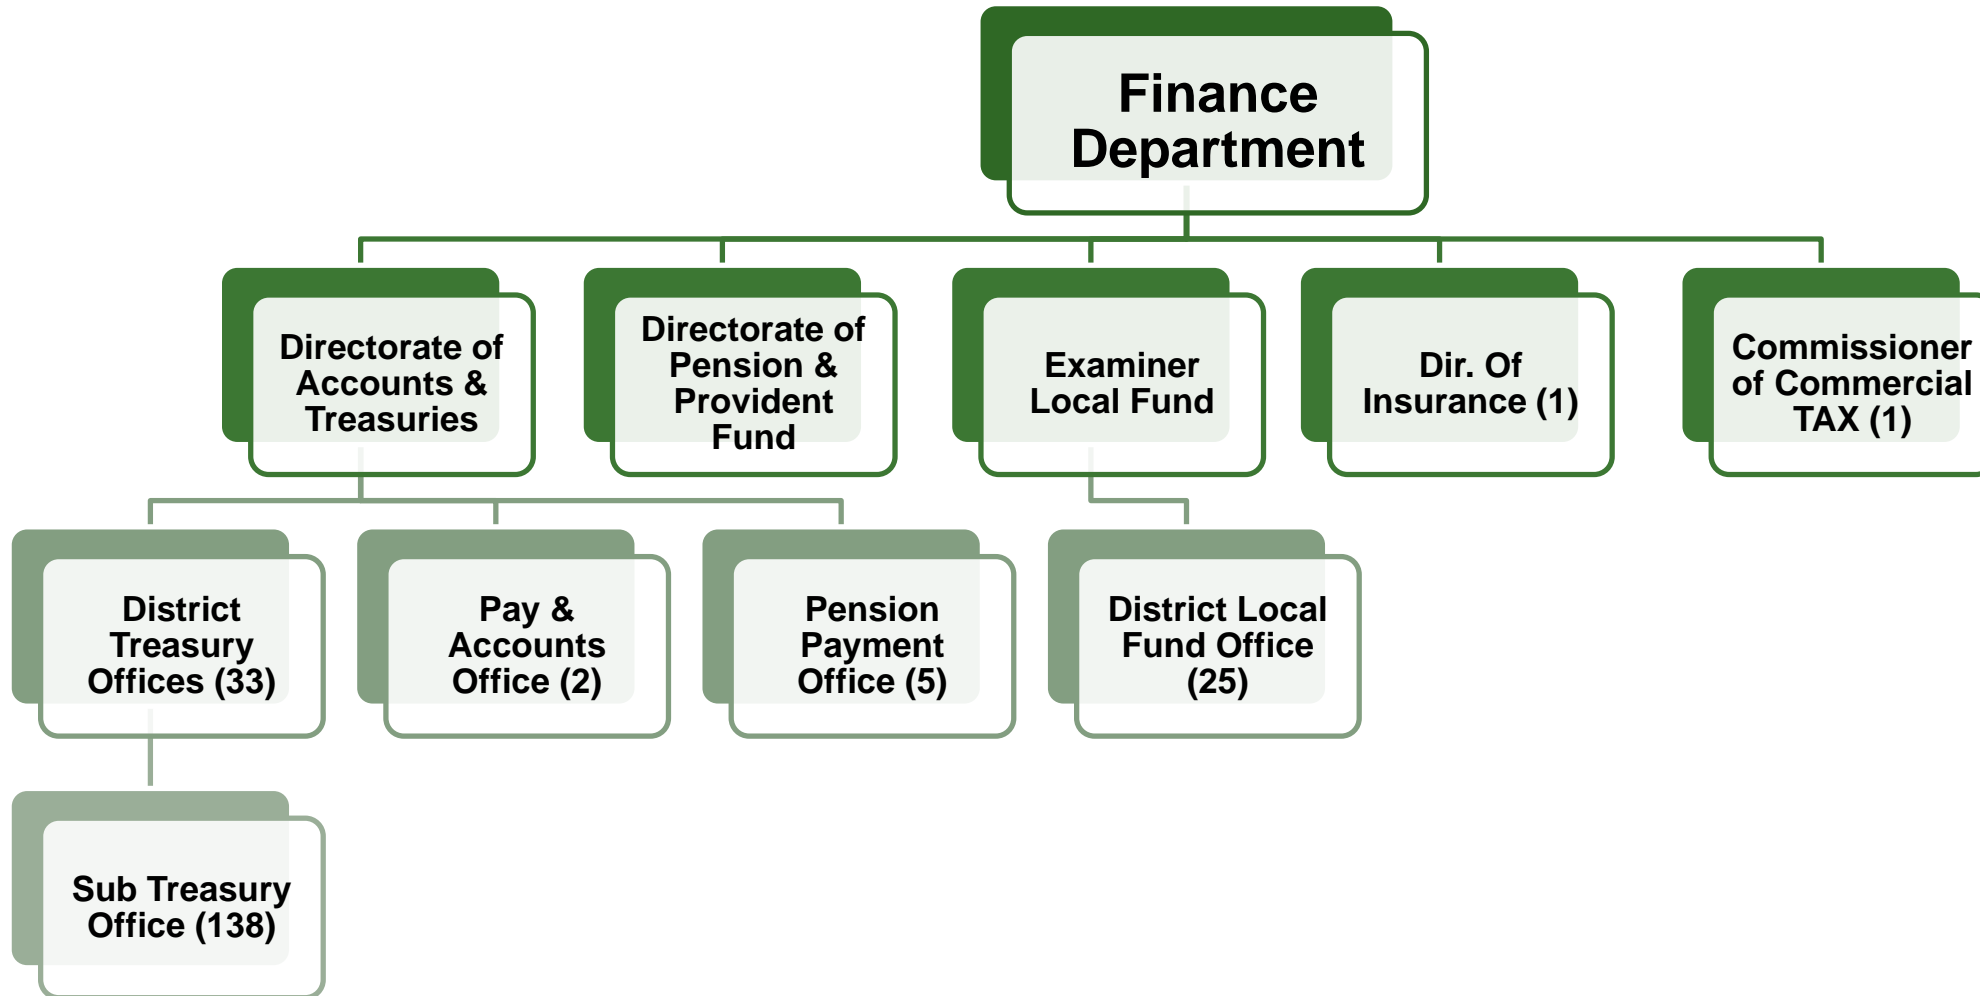 Finance
Department
Directorate of
Accounts &
Treasuries
Directorate of
Pension &
Provident
Fund
Examiner
Local Fund
Dir. Of
Insurance (1)
Commissioner
of Commercial
TAX (1)
District
Treasury
Offices (33)
Pay &
Accounts
Office (2)
Pension
Payment
Office (5)
District Local
Fund Office
(25)
Sub Treasury
Office (138)